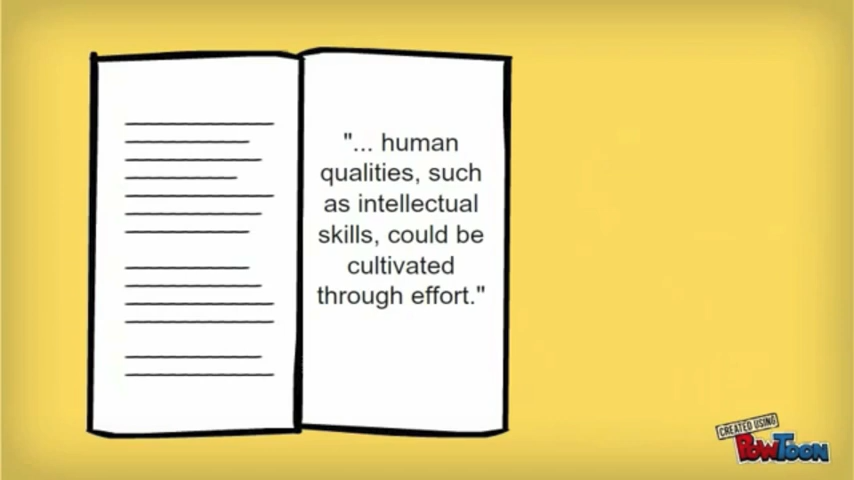 "... human
qualities, such
as intellectual
skills, could be
cultivated
through effort."
CREATED USING
POWTOON